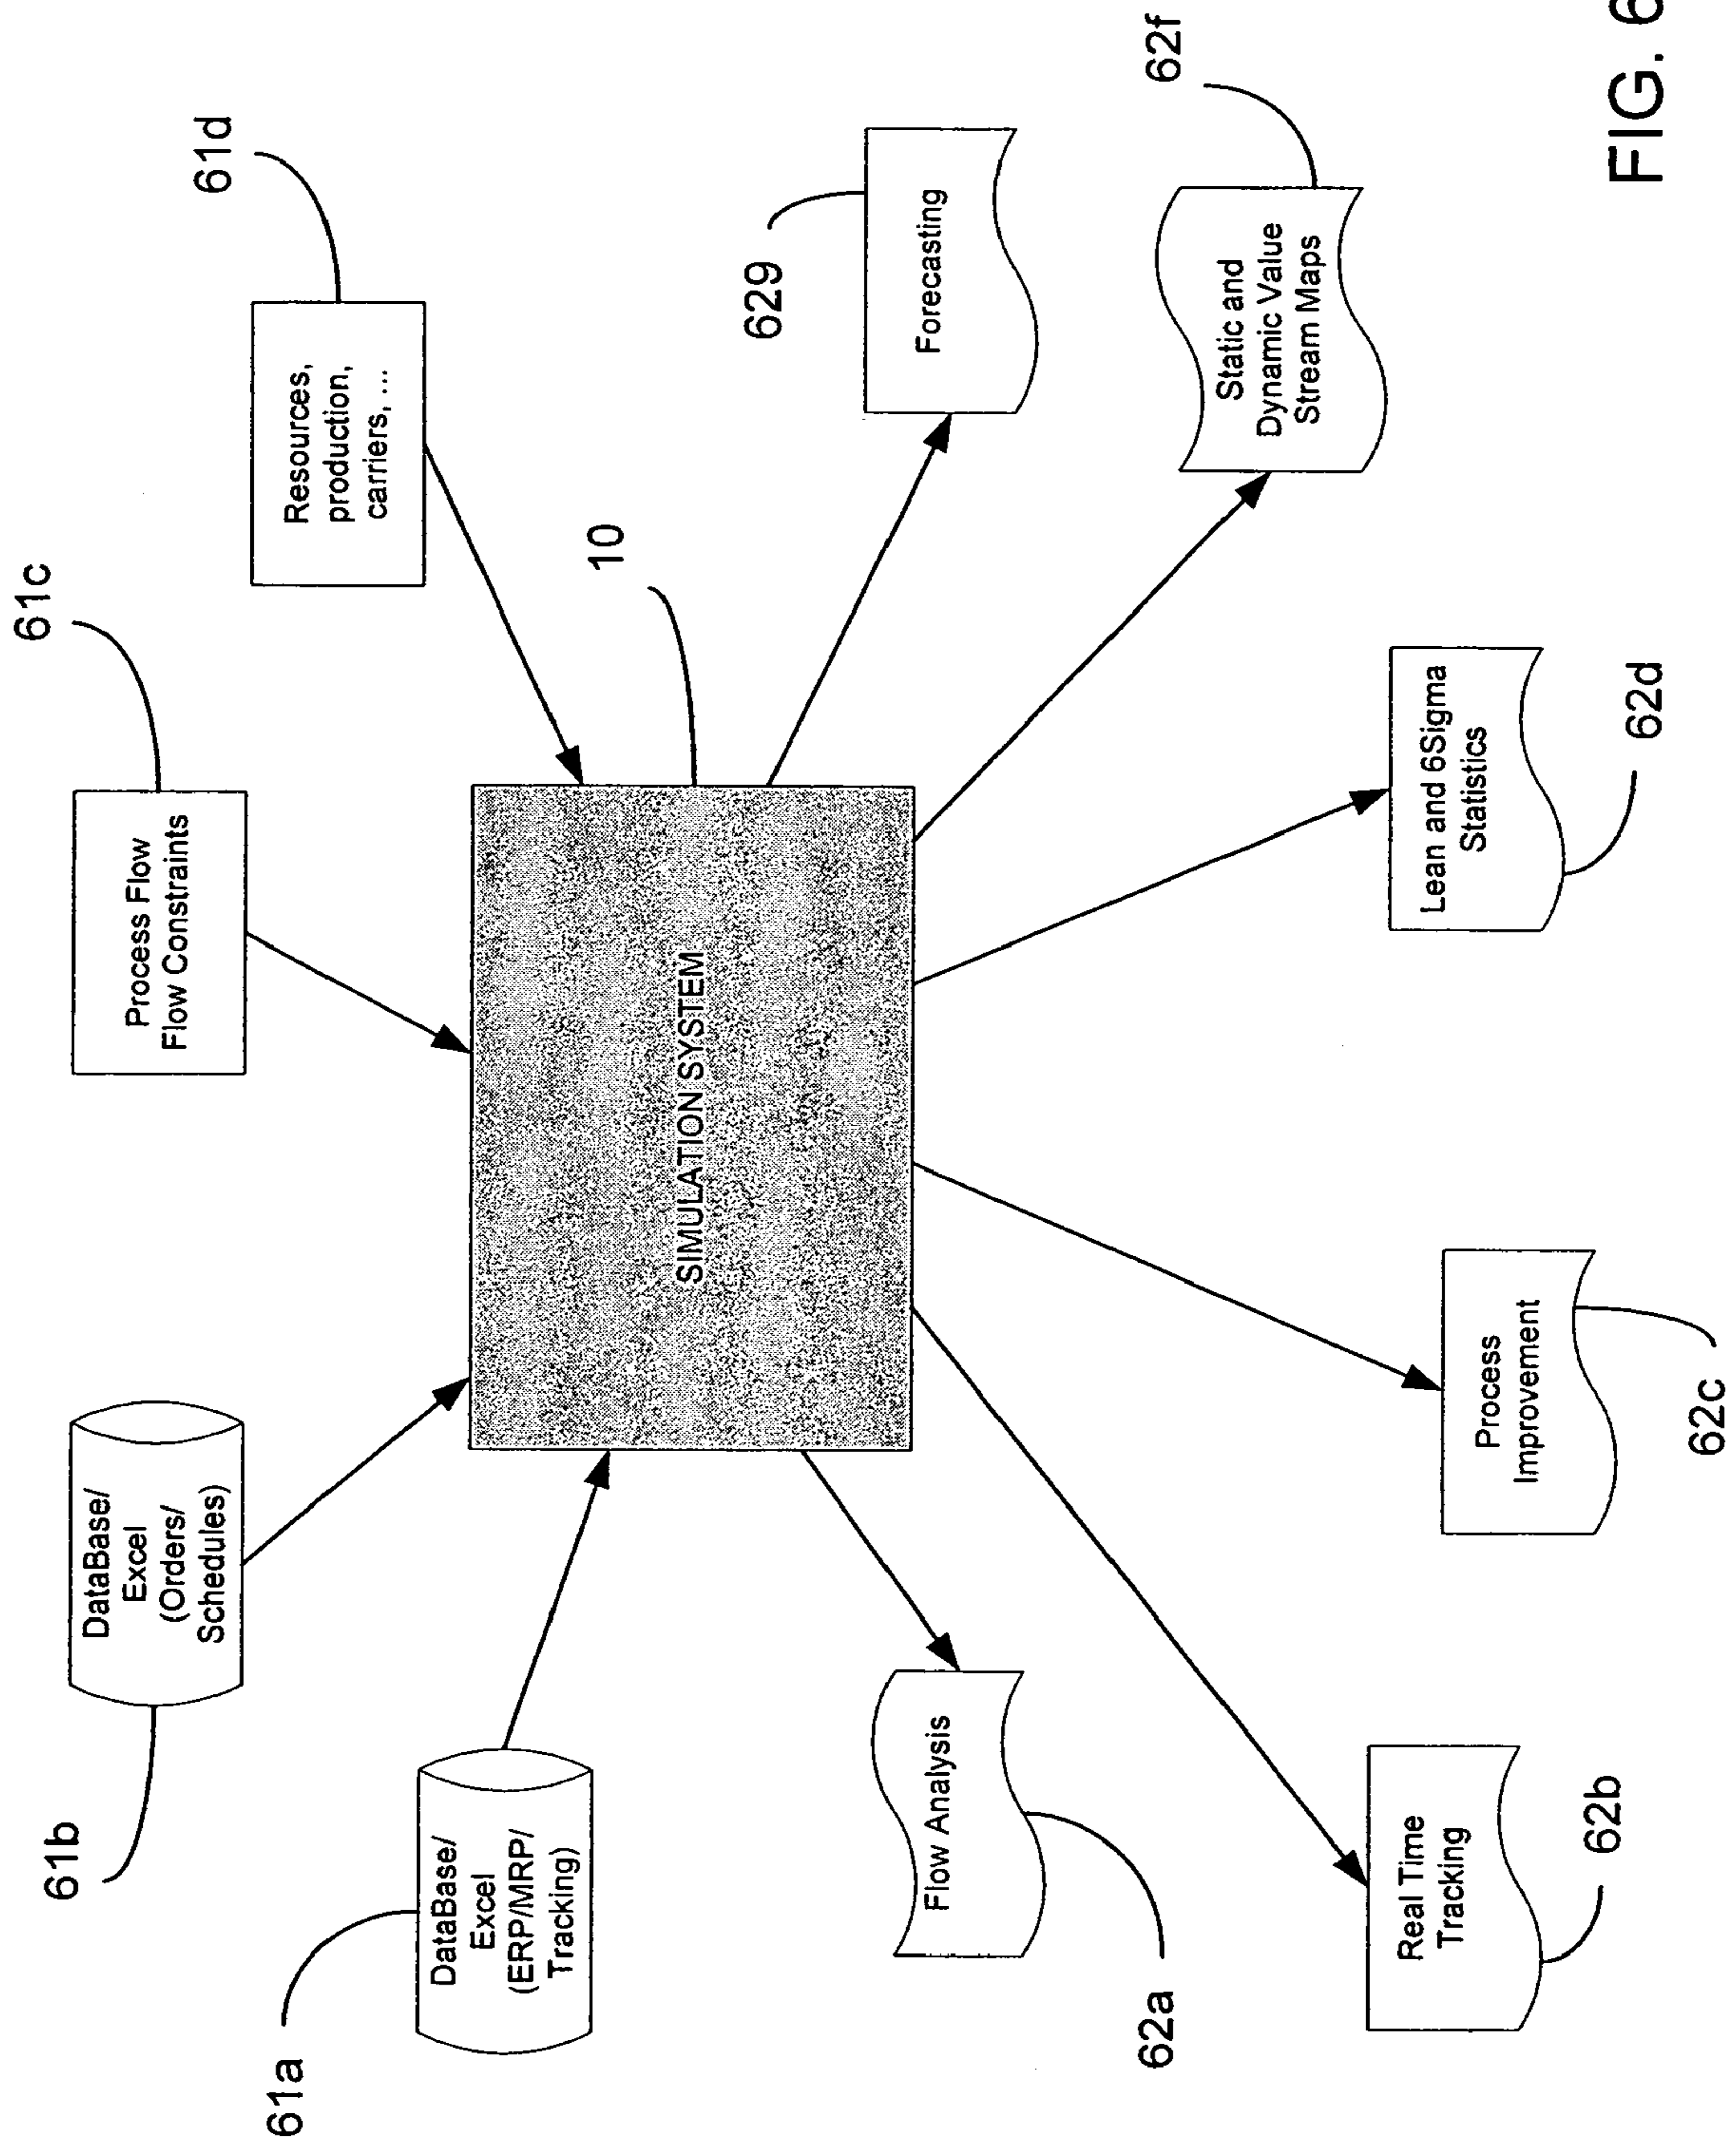 61b
DataBase/
Excel
(Orders/
Schedules)
61c
Process Flow
Flow Constraints
61d
Resources,
production,
carriers, ...
61a
DataBase/
Excel
(ERP/MRP/
Tracking)
10
SIMULATION SYSTEM
629
Forecasting
62f
Static and
Dynamic Value
Stream Maps
Flow Analysis
62a
Real Time
Tracking
62b
Process
Improvement
62c
Lean and 6Sigma
Statistics
62d
FIG. 6